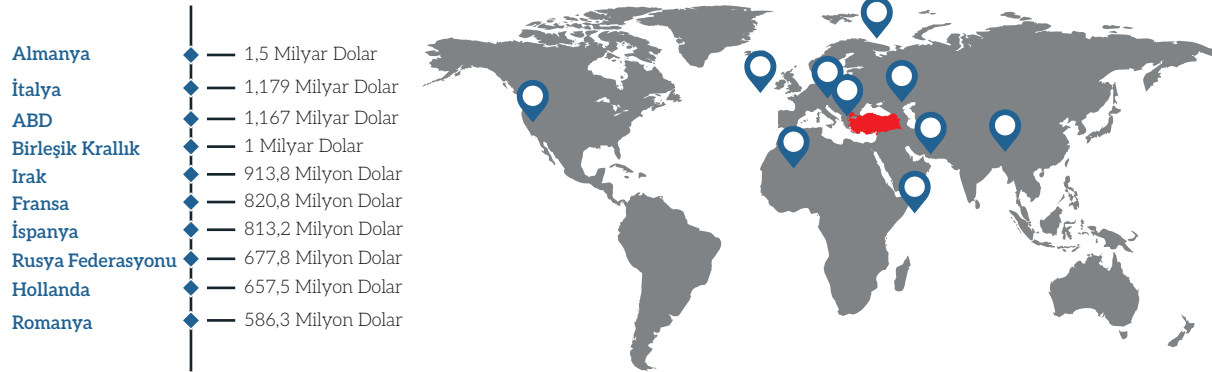 Almanya 1,5 Milyar Dolar
İtalya 1,179 Milyar Dolar
ABD 1,167 Milyar Dolar
Birleşik Krallık 1 Milyar Dolar
Irak 913,8 Milyon Dolar
Fransa 820,8 Milyon Dolar
İspanya 813,2 Milyon Dolar
Rusya Federasyonu 677,8 Milyon Dolar
Hollanda 657,5 Milyon Dolar
Romanya 586,3 Milyon Dolar